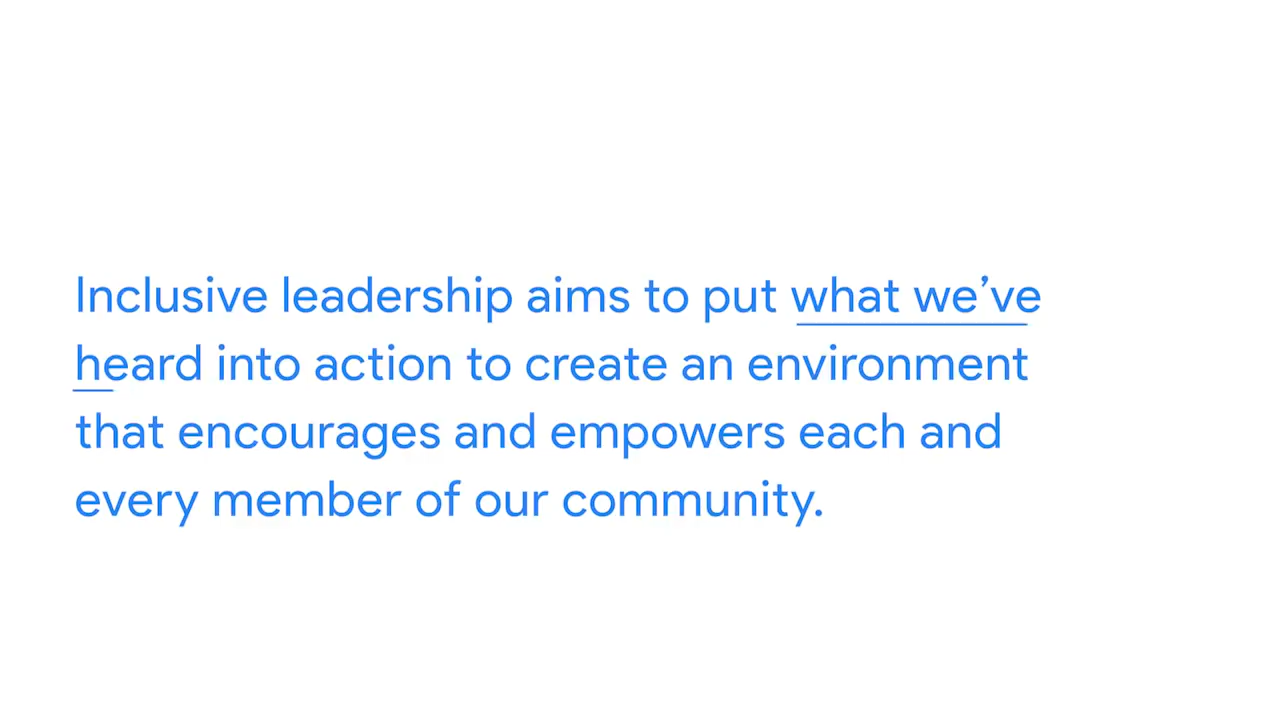 Inclusive leadership aims to put what we’ve
heard into action to create an environment
that encourages and empowers each and
every member of our community.